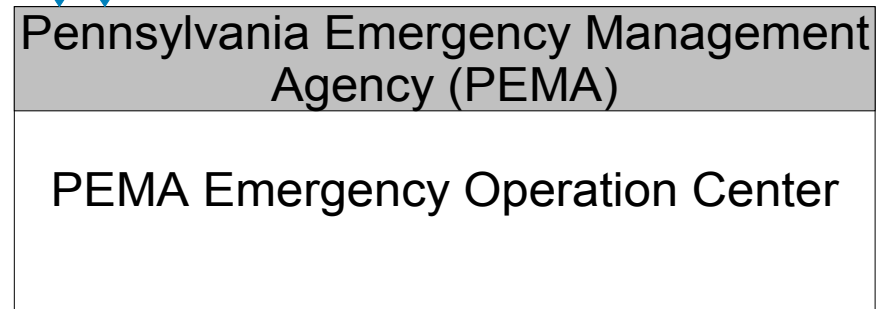 Pennsylvania Emergency Management
Agency (PEMA)
PEMA Emergency Operation Center